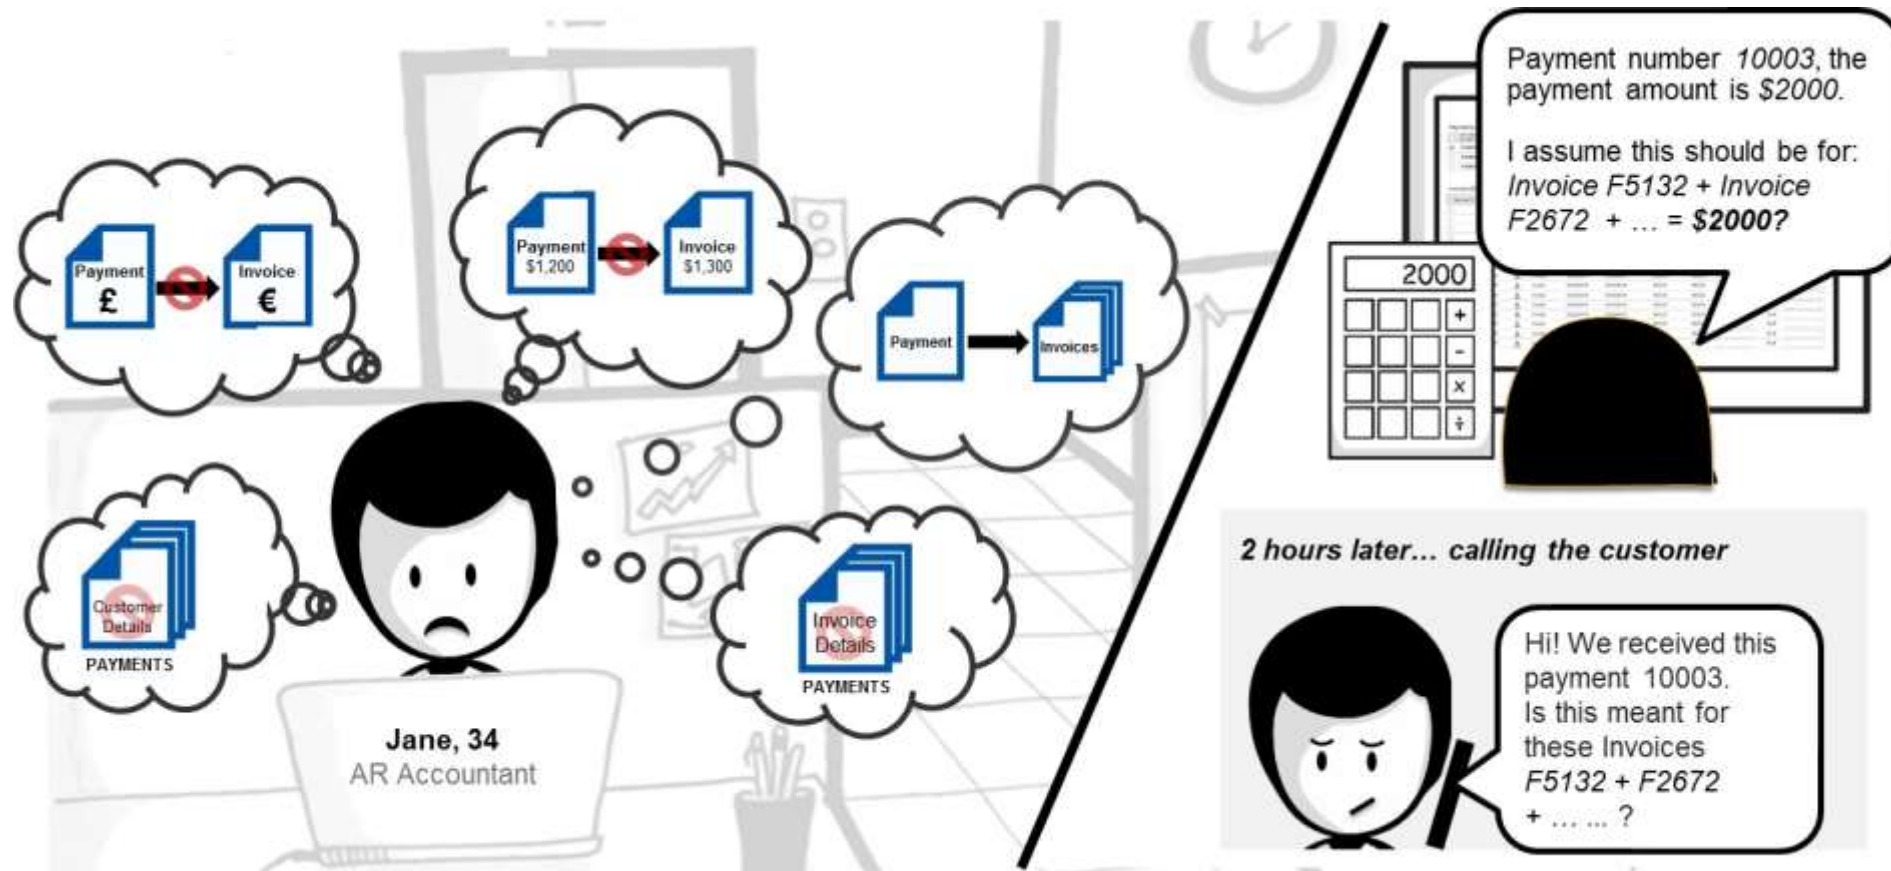 Payment
£
Invoice
€
Payment
$1,200
Invoice
$1,300
Payment
Invoices
Customer
Details
PAYMENTS
Invoice
Details
PAYMENTS
Jane, 34
AR Accountant
Payment number 10003, the
payment amount is $2000.
I assume this should be for:
Invoice F5132 + Invoice
F2672 + … = $2000?
2000
+
-
×
÷
2 hours later… calling the customer
Hi! We received this
payment 10003.
Is this meant for
these Invoices
F5132 + F2672
+ … ... ?